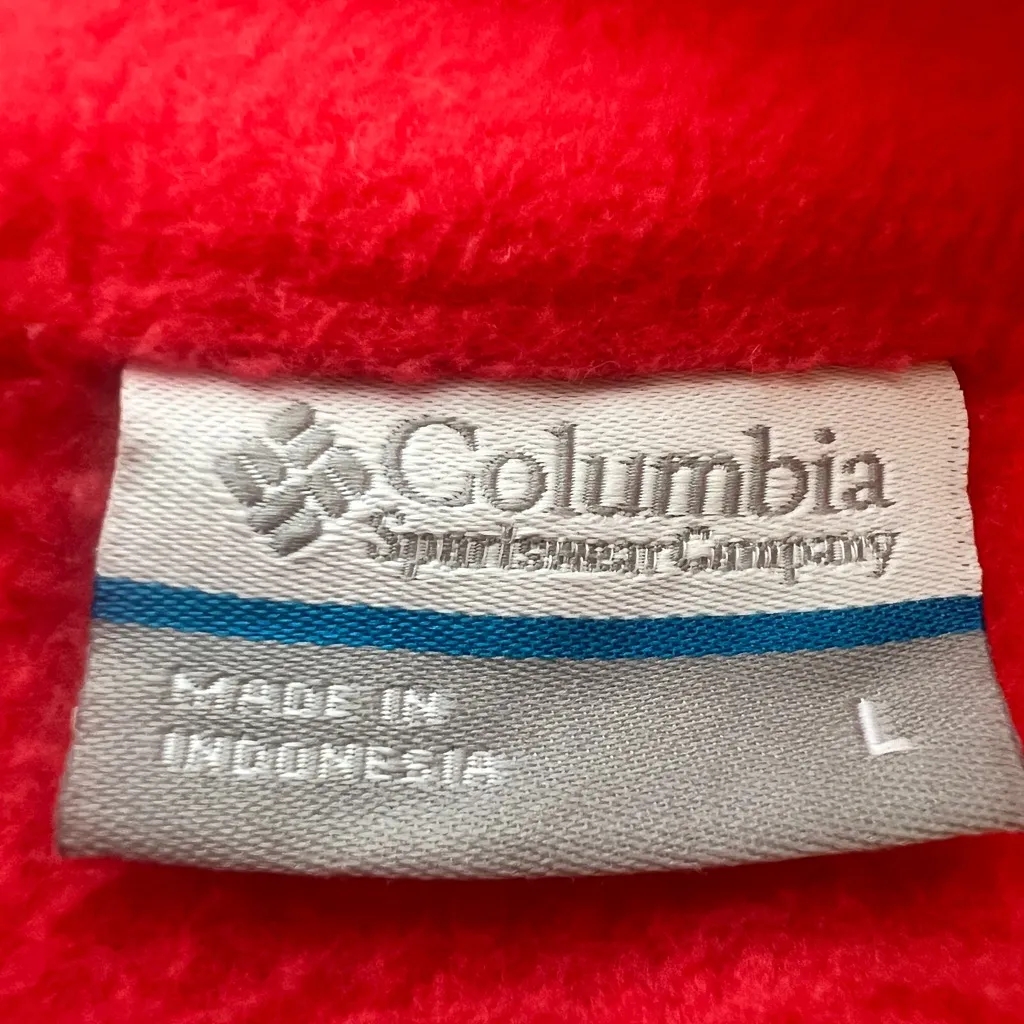 Columbia
Sportswear Company
MADE IN
INDONESIA
L